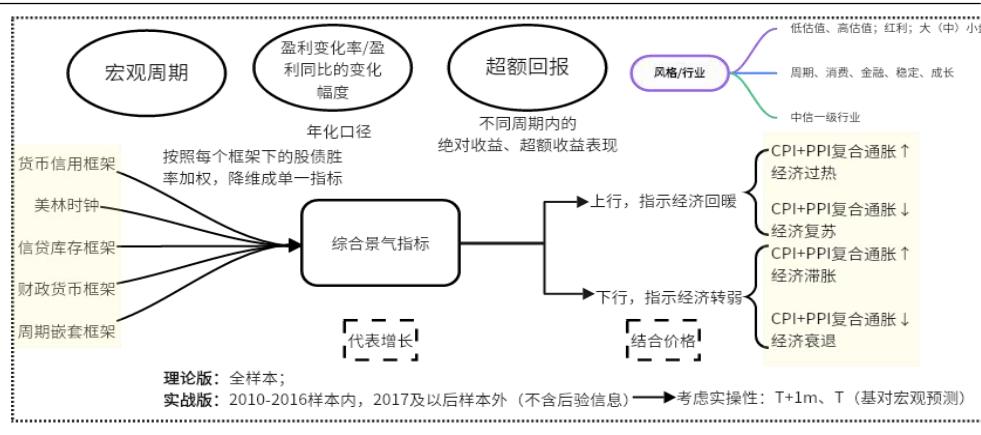 宏观周期
盈利变化率/盈
利同比的变化
幅度
年化口径
超额回报
不同周期内的
绝对收益、超额收益表现
风格/行业
低估值、高估值；红利；大（中）小
周期、消费、金融、稳定、成长
中信一级行业
货币信用框架
美林时钟
信贷库存框架
财政货币框架
周期嵌套框架
按照每个框架下的股债胜
率加权，降维成单一指标
综合景气指标
代表增长
上行，指示经济回暖
下行，指示经济转弱
结合价格
CPI+PPI复合通胀↑
经济过热
CPI+PPI复合通胀↓
经济复苏
CPI+PPI复合通胀↑
经济滞胀
CPI+PPI复合通胀↓
经济衰退
理论版：全样本；
实战版：2010-2016样本内，2017及以后样本外（不含后验信息）
考虑实操性：T+1m、T（基对宏观预测）